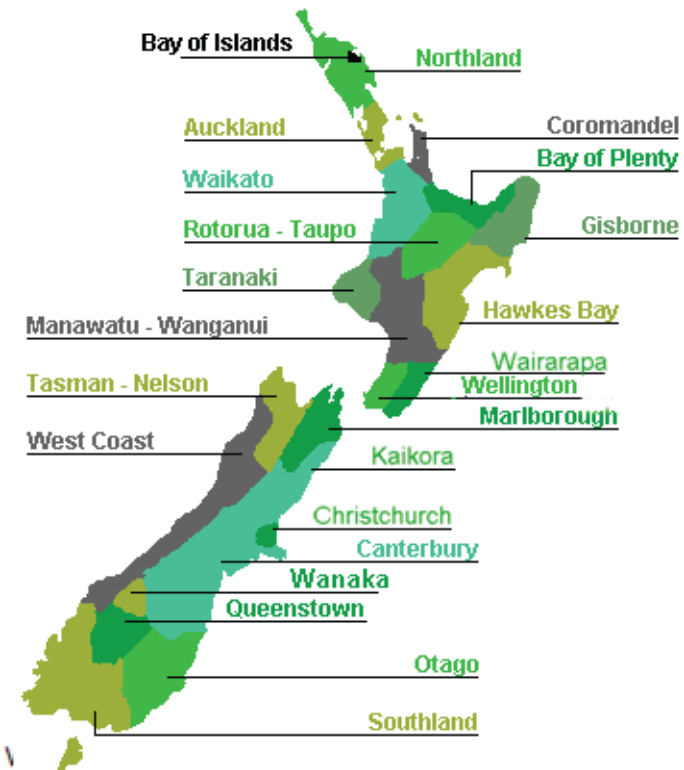 Bay of Islands
Northland
Auckland
Coromandel
Bay of Plenty
Waikato
Rotorua - Taupo
Gisborne
Taranaki
Hawkes Bay
Manawatu - Wanganui
Wairarapa
Tasman - Nelson
Wellington
Marlborough
West Coast
Kaikora
Christchurch
Canterbury
Wanaka
Queenstown
Otago
Southland